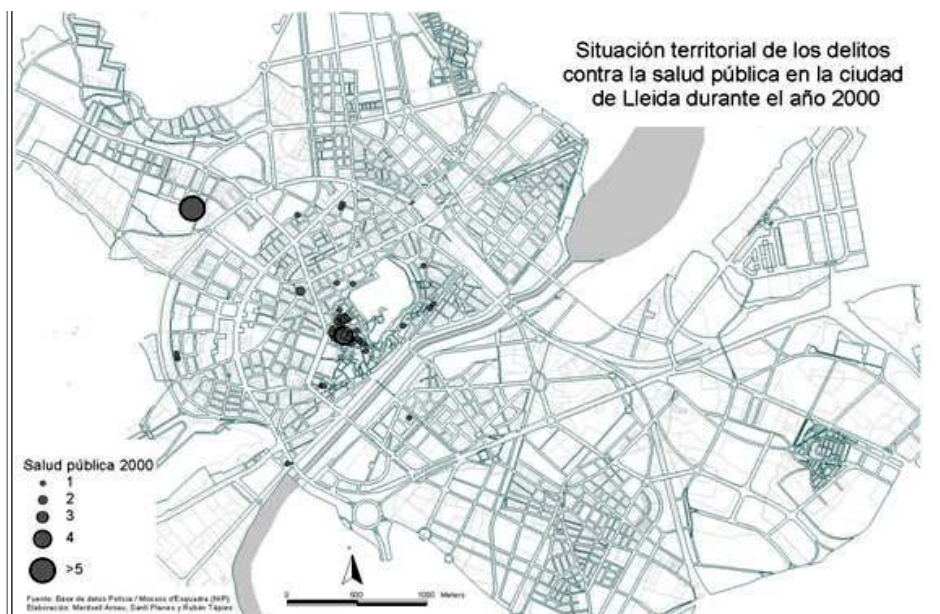 Situación territorial de los delitos
contra la salud pública en la ciudad
de Lleida durante el año 2000
Salud pública 2000
1
2
3
4
>5
0 500 1000 Meters
Fuente: Base de datos Policia / Mossos d'Esquadra (NIP)
Elaboración: Meritxell Arnau, Santi Planes y Rubén Tápies